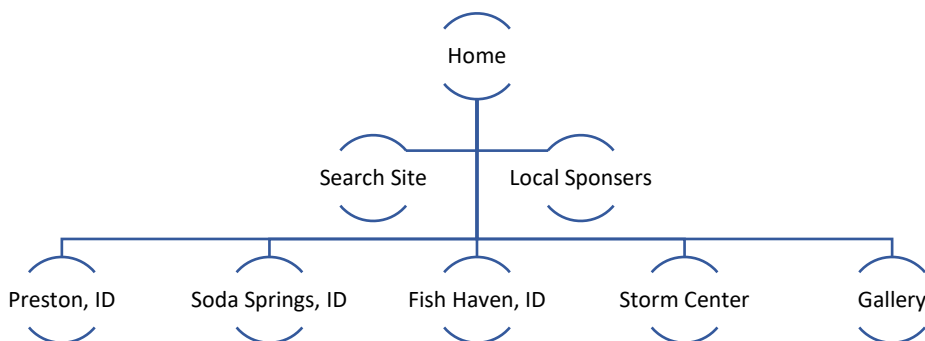 Home
Search Site
Local Sponsers
Preston, ID
Soda Springs, ID
Fish Haven, ID
Storm Center
Gallery